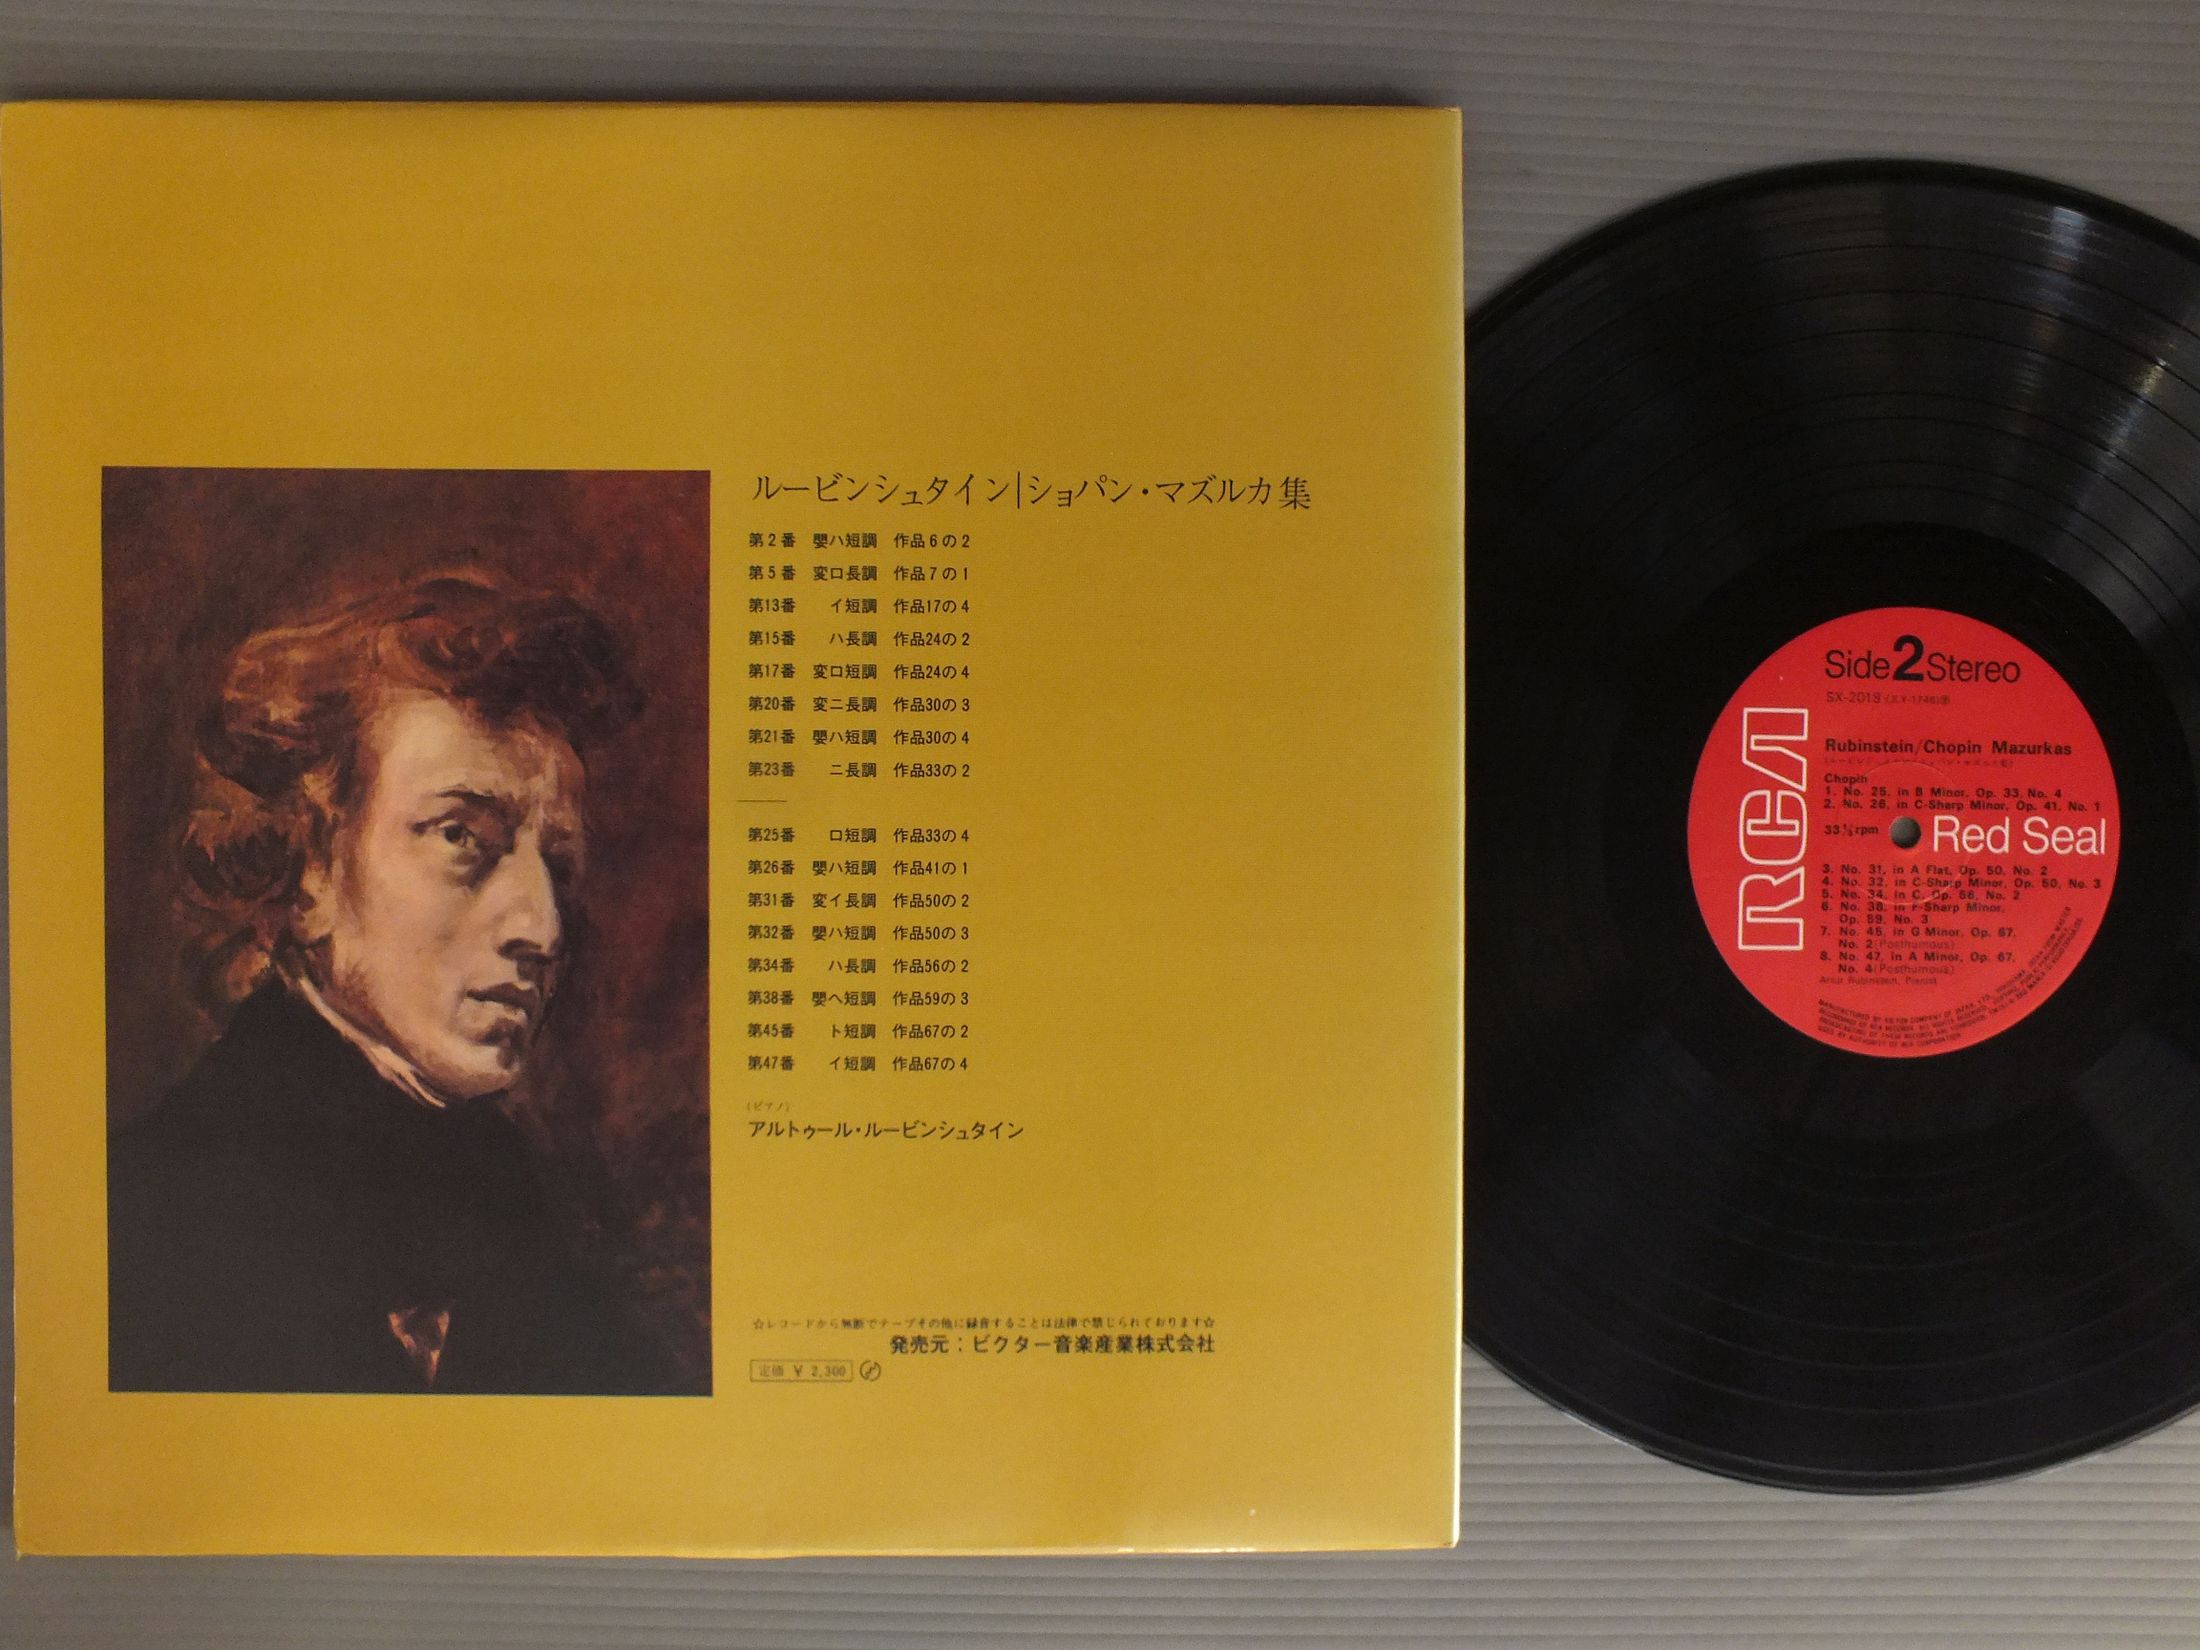 ルービンシュタイン|ショパン・マズルカ集
第2番 嬰ハ短調 作品6の2
第5番 変ロ長調 作品7の1
第13番 イ短調 作品17の4
第15番 ハ長調 作品24の2
第17番 変ロ短調 作品24の4
第20番 変ニ長調 作品30の3
第21番 嬰ハ短調 作品30の4
第23番 ニ長調 作品33の2
第25番 ロ短調 作品33の4
第26番 嬰ハ短調 作品41の1
第31番 変イ長調 作品50の2
第32番 嬰ハ短調 作品50の3
第34番 ハ長調 作品56の2
第38番 嬰ヘ短調 作品59の3
第45番 ト短調 作品67の2
第47番 イ短調 作品67の4
(ピアノ)
アルトゥール・ルービンシュタイン
☆レコードから無断でテープその他に録音することは法律で禁じられております☆
発売元：ビクター音楽産業株式会社
定価 ¥ 2,300
Side 2 Stereo
SX-2018
Rubinstein/Chopin Mazurkas
Chopin
1. No. 25, in B Minor, Op. 33, No. 4
2. No. 26, in C-Sharp Minor, Op. 41, No. 1
33⅓rpm
Red Seal
3. No. 31, in A Flat, Op. 50, No. 2
4. No. 32, in C-Sharp Minor, Op. 50, No. 3
5. No. 34, in C, Op. 56, No. 2
6. No. 38, in F-Sharp Minor,
Op. 59, No. 3
7. No. 45, in G Minor, Op. 67,
No. 2 (Posthumous)
8. No. 47, in A Minor, Op. 67,
No. 4 (Posthumous)
Artur Rubinstein, Pianist
RCA